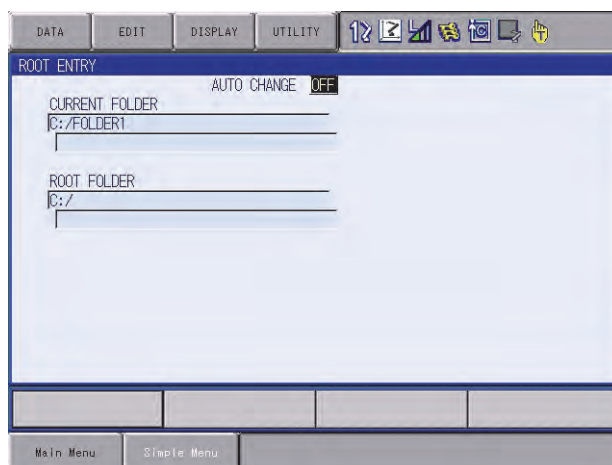 DATA EDIT DISPLAY UTILITY
ROOT ENTRY
AUTO CHANGE OFF
CURRENT FOLDER
C:/FOLDER1
ROOT FOLDER
C:/
Main Menu Simple Menu